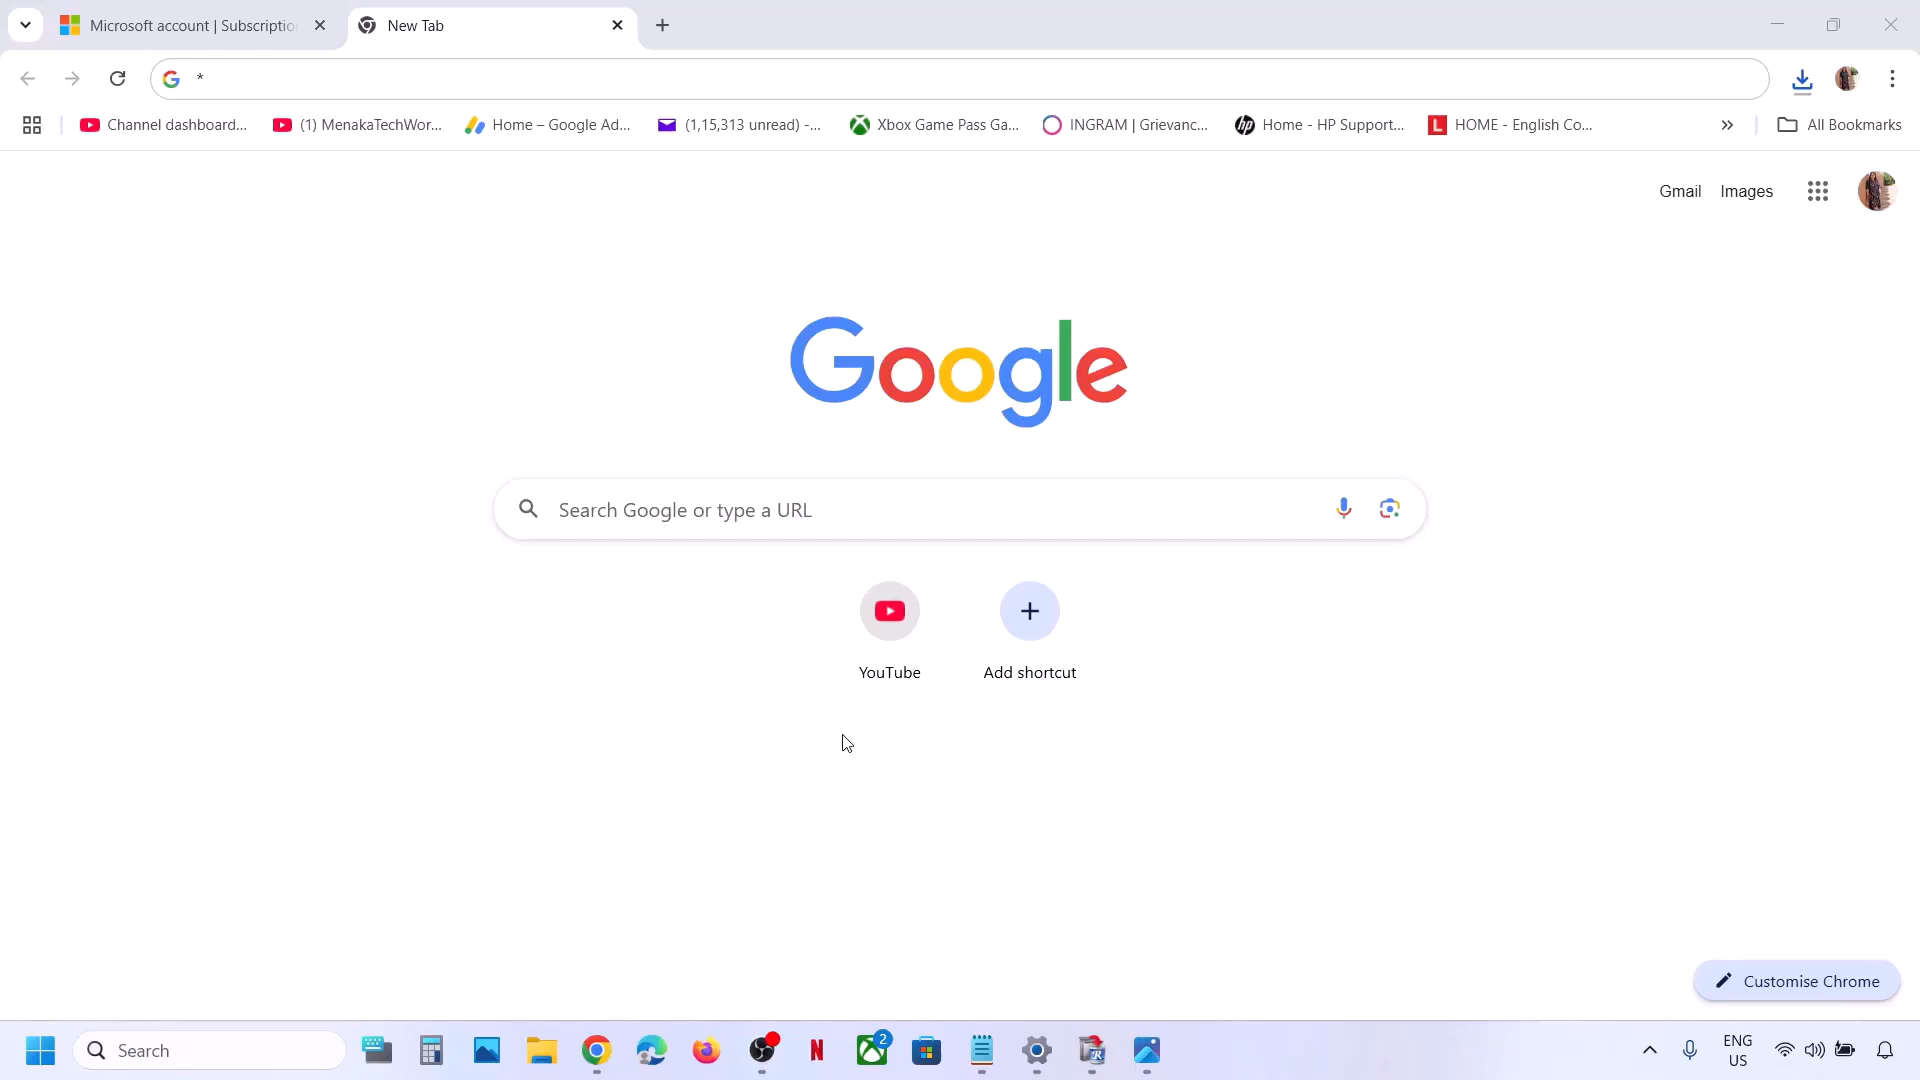 Microsoft account | Subscriptio
New Tab
*
Channel dashboard...
(1) MenakaTechWor...
Home – Google Ad...
(1,15,313 unread) -...
Xbox Game Pass Ga...
INGRAM | Grievanc...
Home - HP Support...
HOME - English Co...
All Bookmarks
Gmail
Images
Google
Search Google or type a URL
YouTube
Add shortcut
Customise Chrome
Search
2
ENG
US